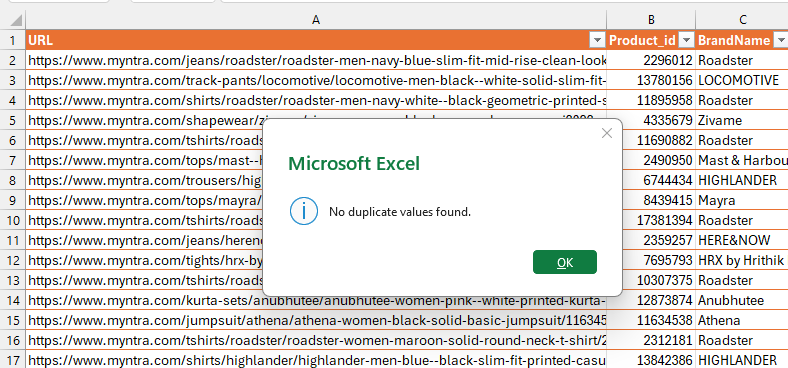 A B C
1 URL Product_id BrandName
2 https://www.myntra.com/jeans/roadster/roadster-men-navy-blue-slim-fit-mid-rise-clean-look 2296012 Roadster
3 https://www.myntra.com/track-pants/locomotive/locomotive-men-black--white-solid-slim-fit- 13780156 LOCOMOTIVE
4 https://www.myntra.com/shirts/roadster/roadster-men-navy-white--black-geometric-printed-s 11895958 Roadster
5 https://www.myntra.com/shapewear/ 4335679 Zivame
6 https://www.myntra.com/tshirts/roads 11690882 Roadster
7 https://www.myntra.com/tops/mast--h 2490950 Mast & Harbou
Microsoft Excel
8 https://www.myntra.com/trousers/hig 6744434 HIGHLANDER
9 https://www.myntra.com/tops/mayra/ 8439415 Mayra
No duplicate values found.
10 https://www.myntra.com/tshirts/roads 17381394 Roadster
11 https://www.myntra.com/jeans/heren 2359257 HERE&NOW
12 https://www.myntra.com/tights/hrx-by 7695793 HRX by Hrithik
OK
13 https://www.myntra.com/tshirts/roads 10307375 Roadster
14 https://www.myntra.com/kurta-sets/anubhutee/anubhutee-women-pink--white-printed-kurta- 12873874 Anubhutee
15 https://www.myntra.com/jumpsuit/athena/athena-women-black-solid-basic-jumpsuit/116345 11634538 Athena
16 https://www.myntra.com/tshirts/roadster/roadster-women-maroon-solid-round-neck-t-shirt/2 2312181 Roadster
17 https://www.myntra.com/shirts/highlander/highlander-men-blue--black-slim-fit-printed-casu 13842386 HIGHLANDER